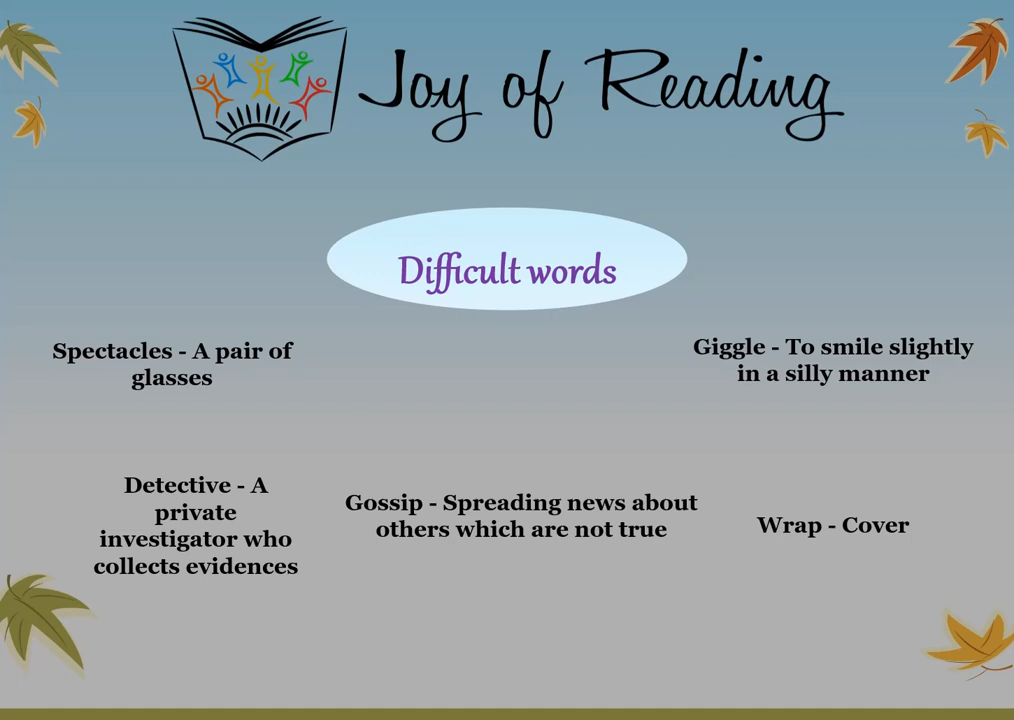 Joy of Reading
Difficult words
Spectacles - A pair of
glasses
Giggle - To smile slightly
in a silly manner
Detective - A
private
investigator who
collects evidences
Gossip - Spreading news about
others which are not true
Wrap - Cover